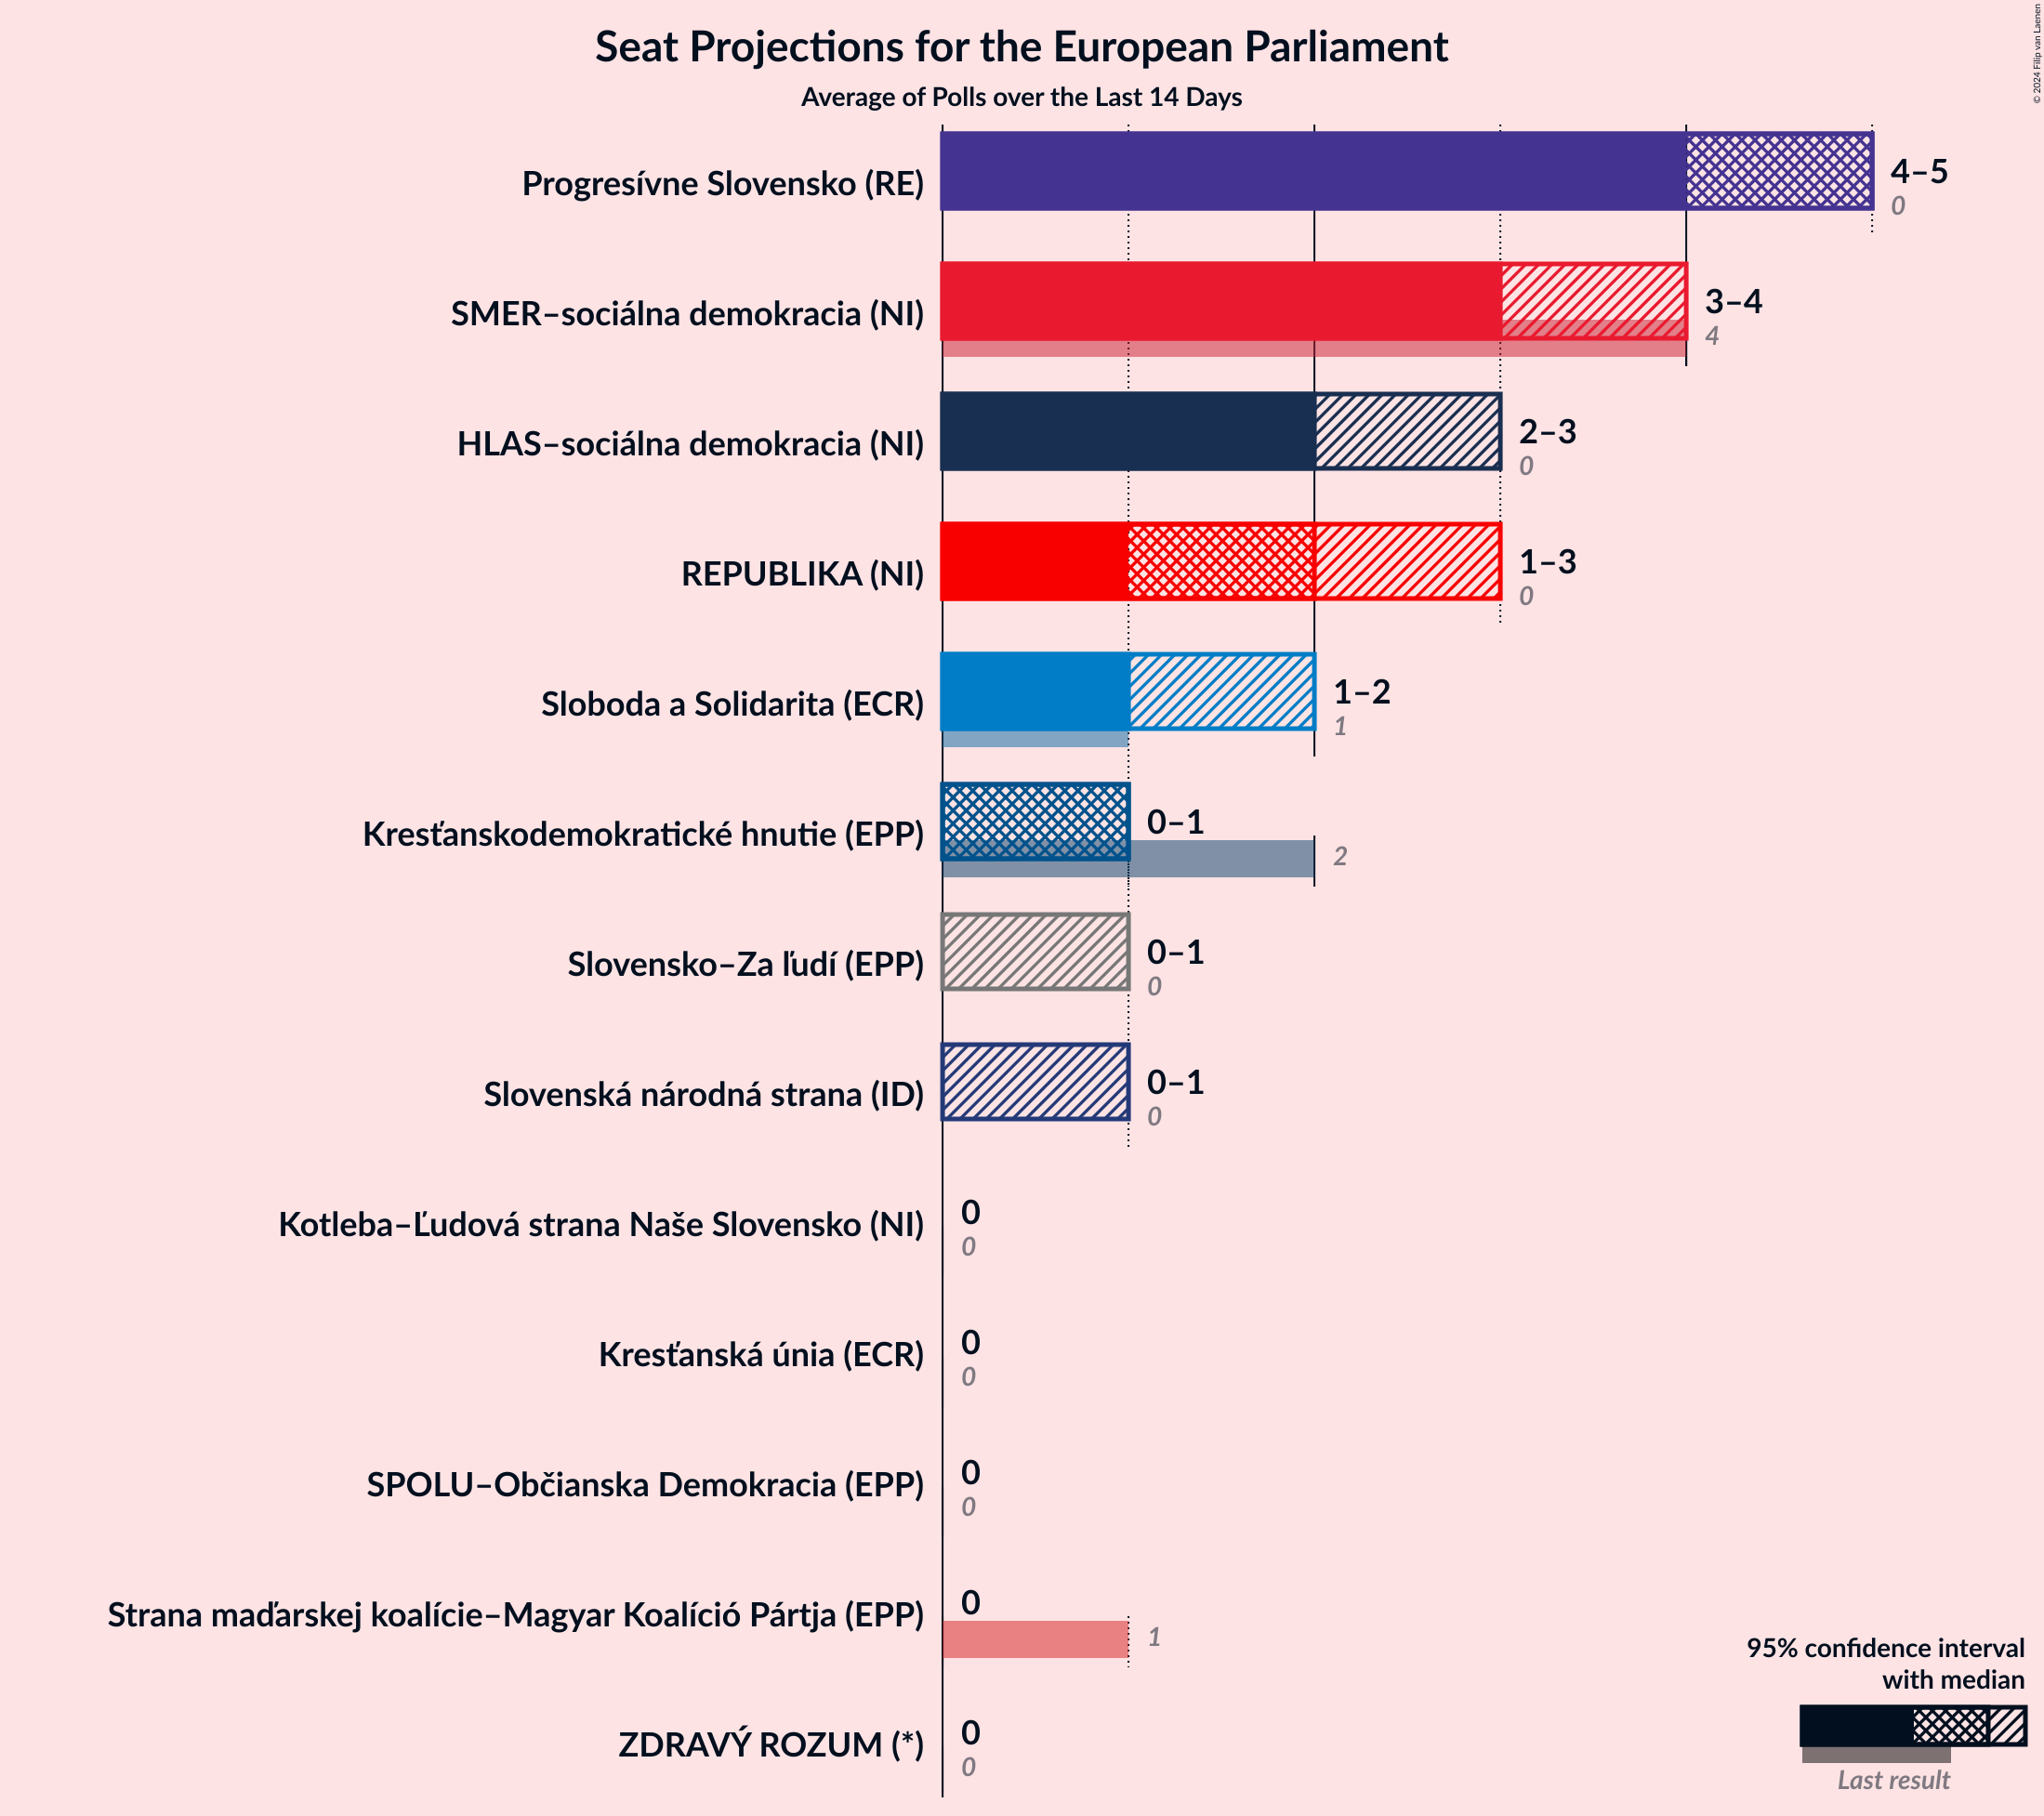 Seat Projections for the European Parliament
Average of Polls over the Last 14 Days
© 2024 Filip van Laenen
Progresívne Slovensko (RE)
4–5
0
SMER–sociálna demokracia (NI)
3–4
4
HLAS–sociálna demokracia (NI)
2–3
0
REPUBLIKA (NI)
1–3
0
Sloboda a Solidarita (ECR)
1–2
1
Kresťanskodemokratické hnutie (EPP)
0–1
2
Slovensko–Za ľudí (EPP)
0–1
0
Slovenská národná strana (ID)
0–1
0
Kotleba–Ľudová strana Naše Slovensko (NI)
0
0
Kresťanská únia (ECR)
0
0
SPOLU–Občianska Demokracia (EPP)
0
0
Strana maďarskej koalície–Magyar Koalíció Pártja (EPP)
0
1
ZDRAVÝ ROZUM (*)
0
0
95% confidence interval
with median
Last result